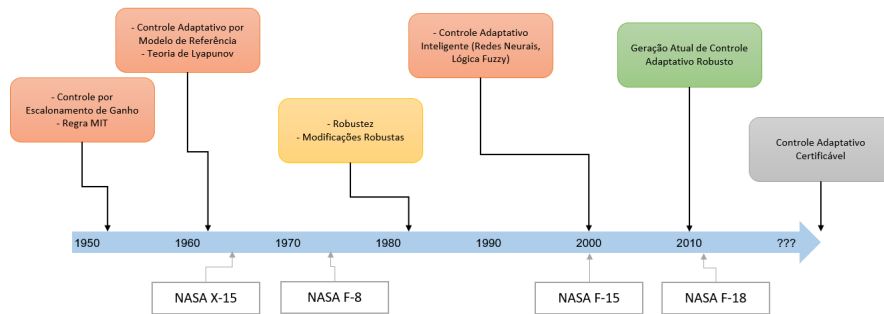 - Controle por
Escalonamento de Ganho
- Regra MIT
- Controle Adaptativo por
Modelo de Referência
- Teoria de Lyapunov
- Robustez
- Modificações Robustas
- Controle Adaptativo
Inteligente (Redes Neurais,
Lógica Fuzzy)
Geração Atual de Controle
Adaptativo Robusto
Controle Adaptativo
Certificável
1950 1960 1970 1980 1990 2000 2010 ???
NASA X-15
NASA F-8
NASA F-15
NASA F-18